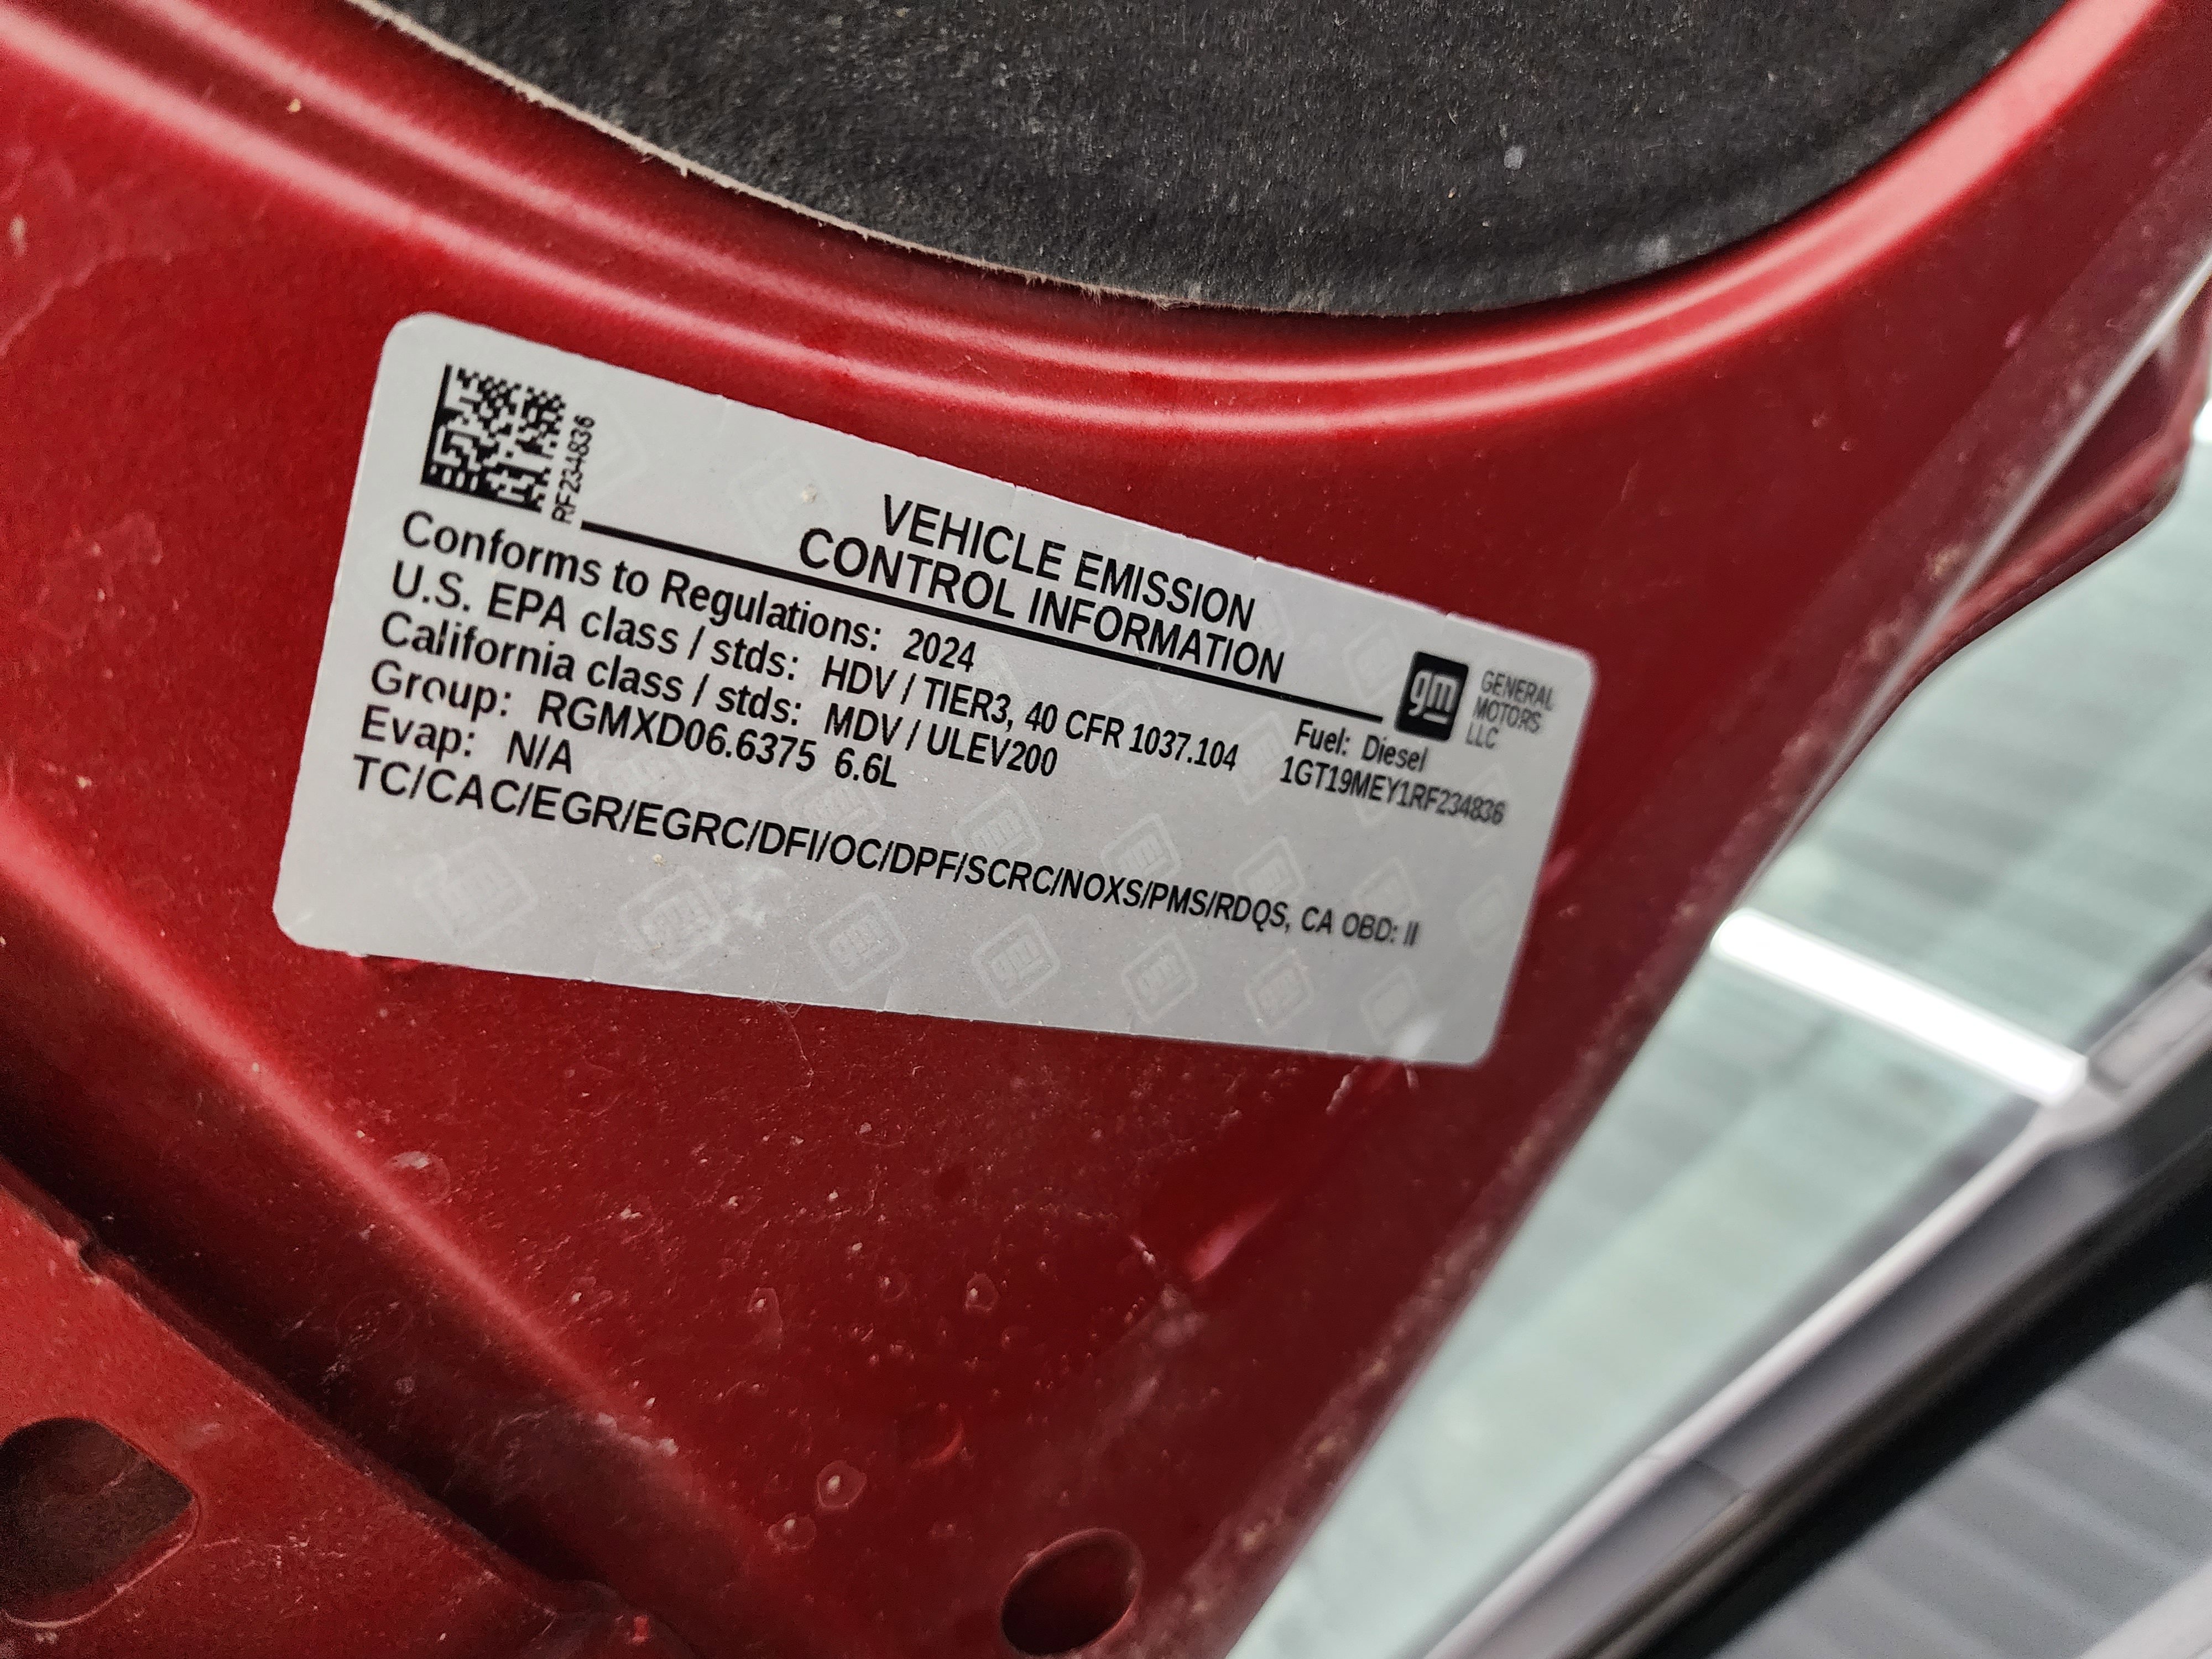 RF234836
VEHICLE EMISSION
CONTROL INFORMATION
gm
GENERAL
MOTORS
LLC
Conforms to Regulations: 2024
U.S. EPA class / stds: HDV / TIER3, 40 CFR 1037.104
Fuel: Diesel
California class / stds: MDV / ULEV200
1GT19MEY1RF234836
Group: RGMXD06.6375 6.6L
Evap: N/A
TC/CAC/EGR/EGRC/DFI/OC/DPF/SCRC/NOXS/PMS/RDQS, CA OBD: II